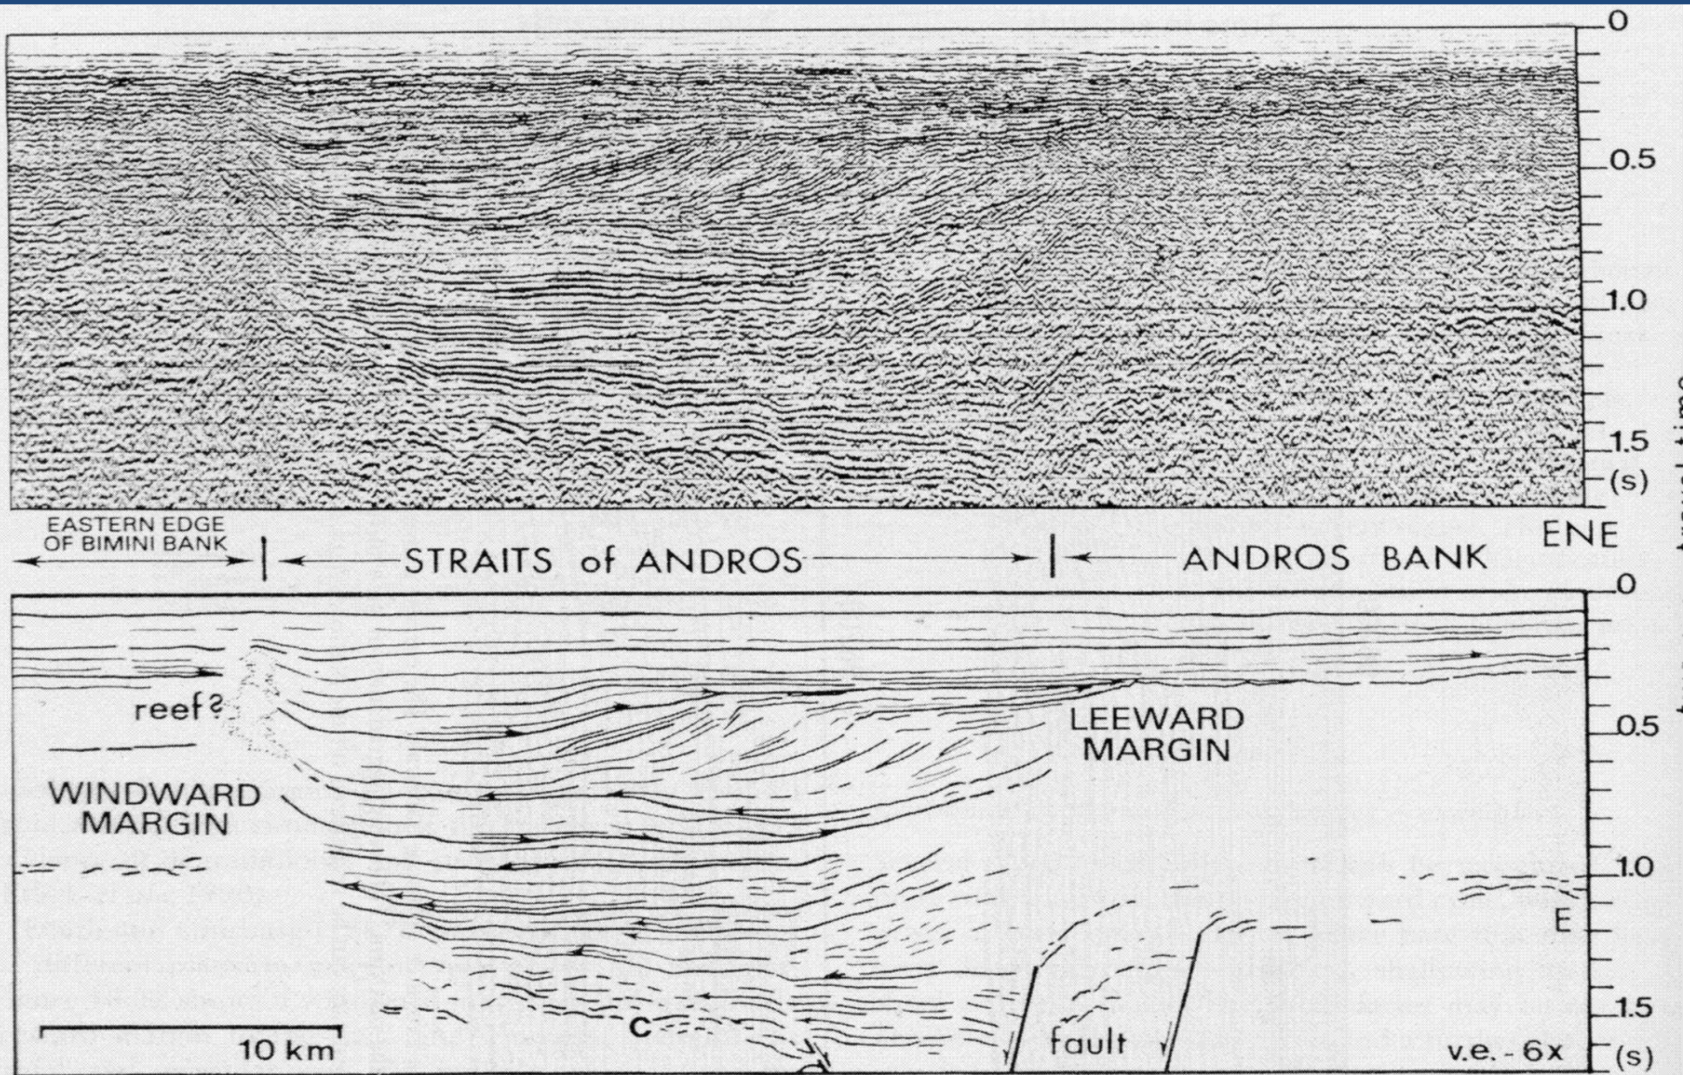 0
0.5
1.0
1.5
(s)
EASTERN EDGE
OF BIMINI BANK
STRAITS of ANDROS
ANDROS BANK
ENE
0
reef?
0.5
LEEWARD
MARGIN
WINDWARD
MARGIN
1.0
E
1.5
C
10 km
fault
v.e. - 6x
(s)